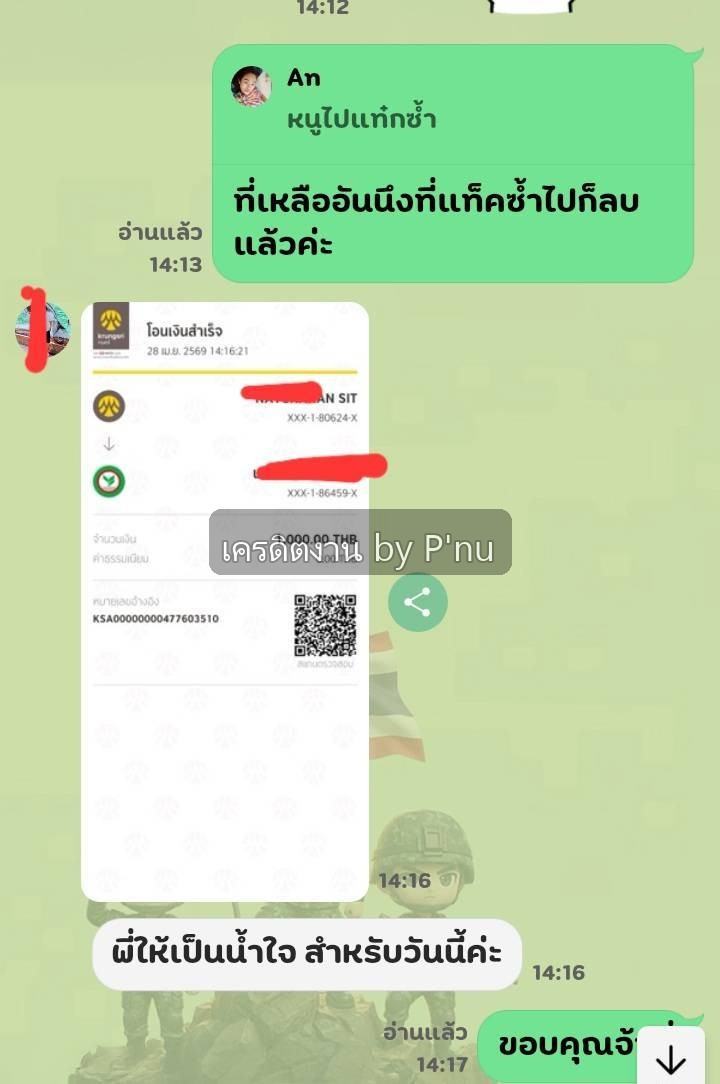 14:12
An
หนูไปแท๋กซ้ำ
ที่เหลืออันนึงที่แท็คซ้ำไปก็ลบ
แล้วค่ะ
อ่านแล้ว
14:13
krungsri
โอนเงินสำเร็จ
28 เม.ย. 2569 14:16:21
SIT
XXX-1-80624-X
XXX-1-86459-X
จำนวนเงิน
,000.00 THB
ค่าธรรมเนียม
เครดิตงาน by P'nu
หมายเลขอ้างอิง
KSA00000000477603510
สแกนตรวจสอบ
14:16
พี่ให้เป็นน้ำใจ สำหรับวันนี้ค่ะ
14:16
อ่านแล้ว
14:17
ขอบคุณ